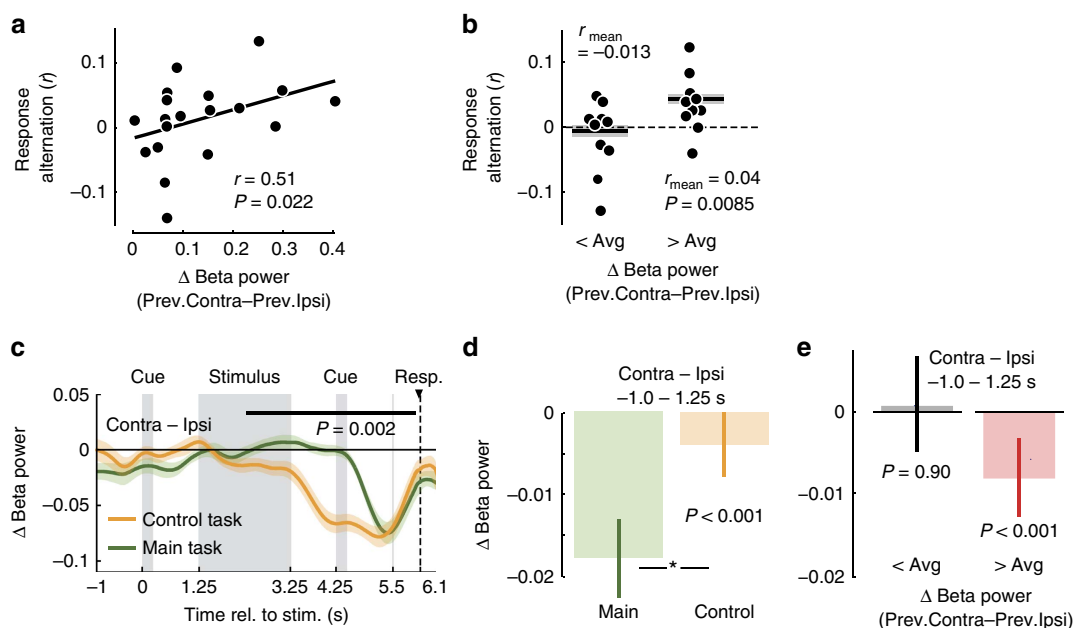 a
0.1
0
−0.1
Response
alternation (r)
r = 0.51
P = 0.022
0
0.1
0.2
0.3
0.4
Δ Beta power
(Prev.Contra–Prev.Ipsi)
b
r mean
= −0.013
0.1
0
−0.1
Response
alternation (r)
rmean = 0.04
P = 0.0085
< Avg
> Avg
Δ Beta power
(Prev.Contra–Prev.Ipsi)
c
Cue
Stimulus
Cue
Resp.
0.05
0
−0.05
−0.1
Δ Beta power
Contra – Ipsi
P = 0.002
Control task
Main task
−1
0
1.25
3.25
4.25
5.5
6.1
Time rel. to stim. (s)
d
Contra – Ipsi
−1.0 – 1.25 s
0
−0.01
−0.02
Δ Beta power
P < 0.001
*
Main
Control
e
Contra – Ipsi
−1.0 – 1.25 s
0
−0.01
−0.02
P = 0.90
P < 0.001
< Avg
> Avg
Δ Beta power
(Prev.Contra–Prev.Ipsi)